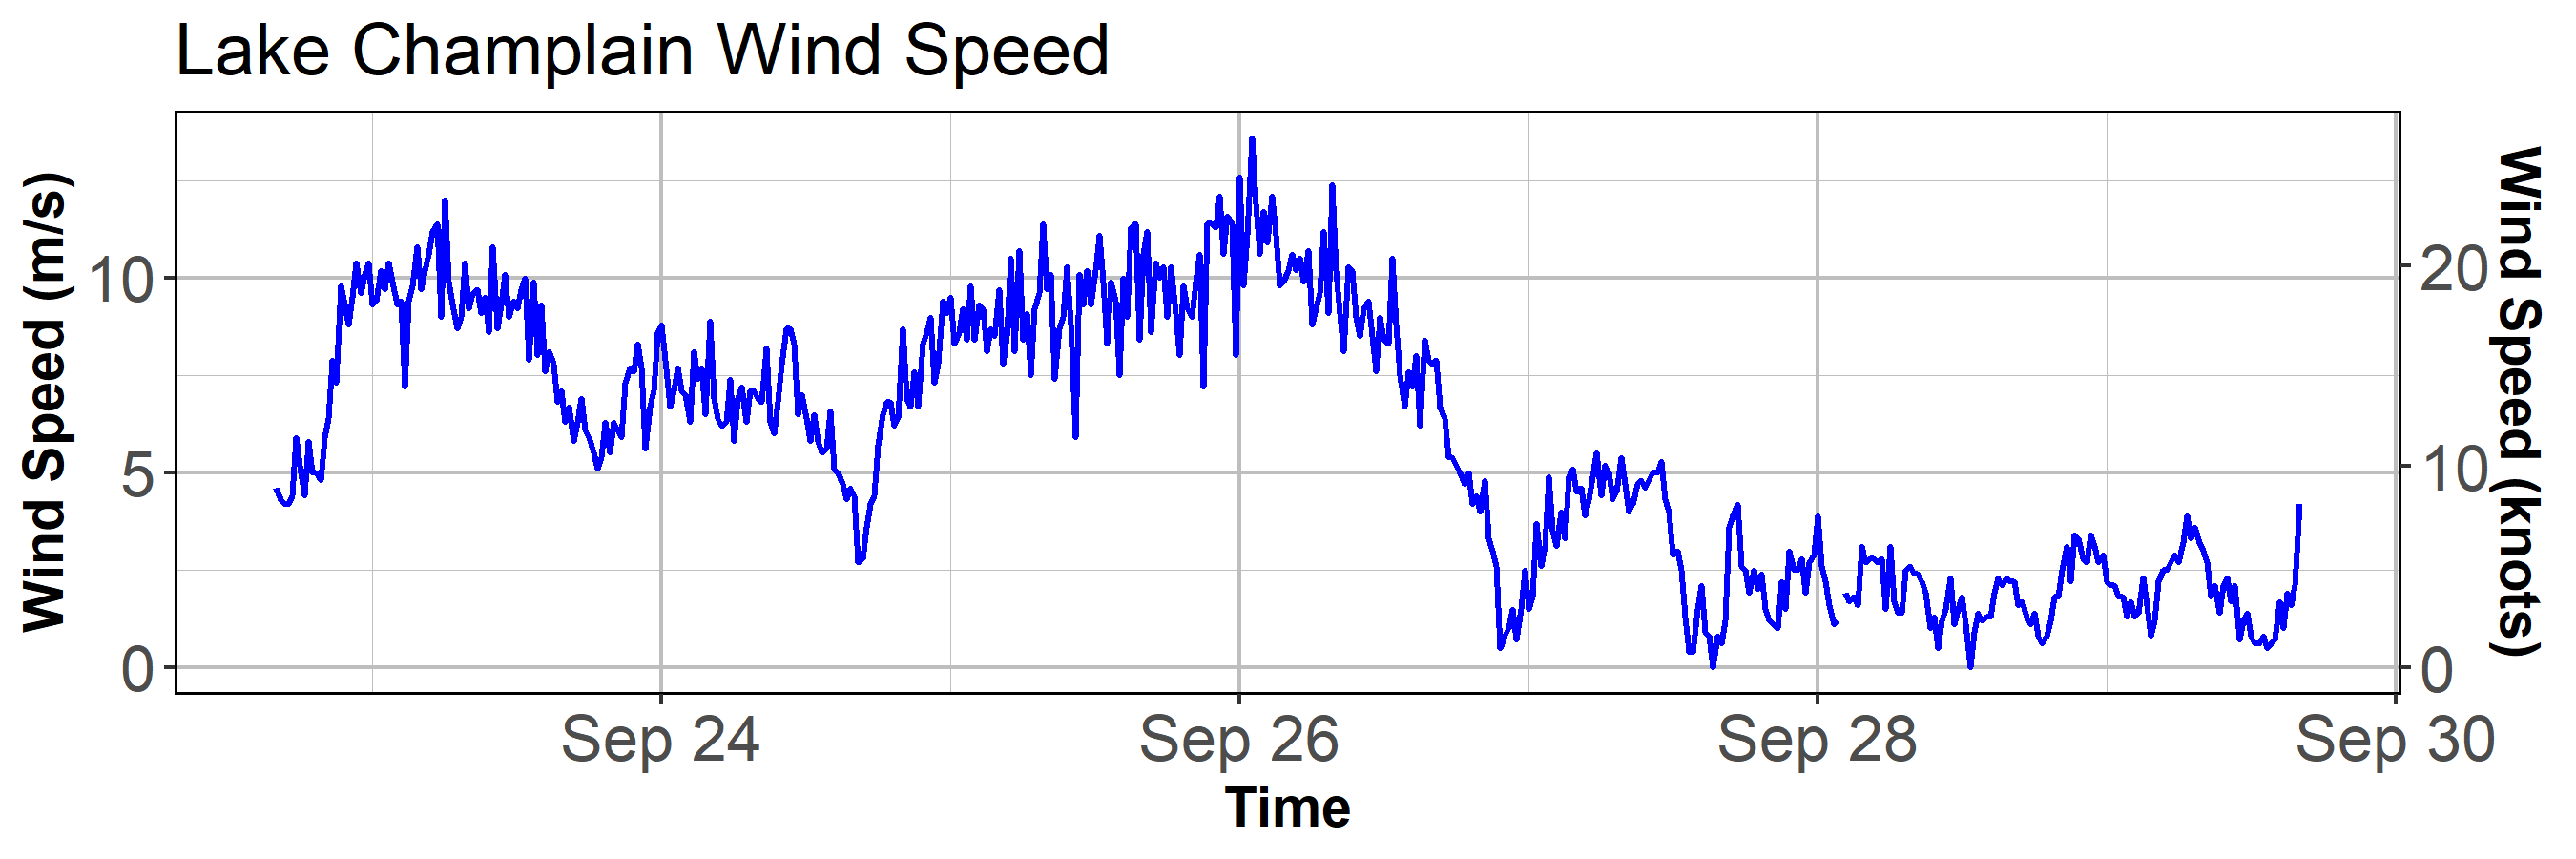 Lake Champlain Wind Speed
Wind Speed (m/s)
10
5
0
20
10
0
Wind Speed (knots)
Sep 24
Sep 26
Sep 28
Sep 30
Time